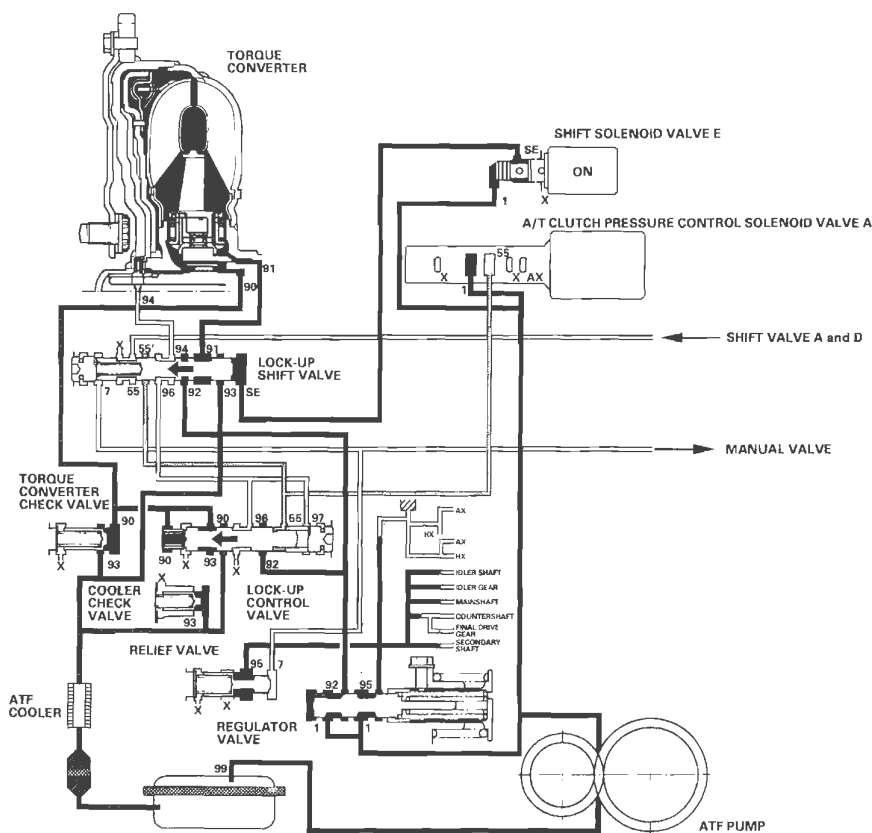 TORQUE
CONVERTER
SHIFT SOLENOID VALVE E
SE
ON
1
X
A/T CLUTCH PRESSURE CONTROL SOLENOID VALVE A
55
X
1
X
AX
91
90
94
SHIFT VALVE A and D
X
55'
94
91
LOCK-UP
SHIFT VALVE
7
55
96
92
93
SE
MANUAL VALVE
TORQUE
CONVERTER
CHECK VALVE
90
90
96
55
97
X
93
90
X
93
X
92
X
AX
HX
AX
HX
COOLER
CHECK
VALVE
X
93
LOCK-UP
CONTROL
VALVE
RELIEF VALVE
IDLER SHAFT
IDLER GEAR
MAINSHAFT
COUNTERSHAFT
FINAL DRIVE
GEAR
SECONDARY
SHAFT
95
7
X
X
92
95
1
1
REGULATOR
VALVE
ATF
COOLER
99
ATF PUMP